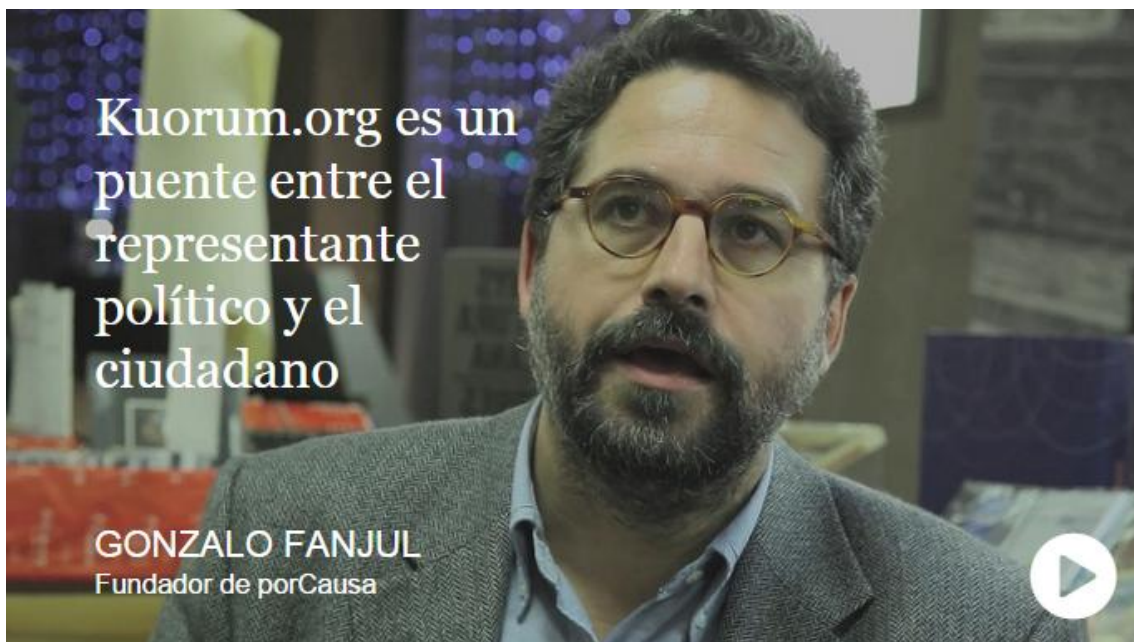 Kuorum.org es un
puente entre el
representante
político y el
ciudadano
GONZALO FANJUL
Fundador de porCausa